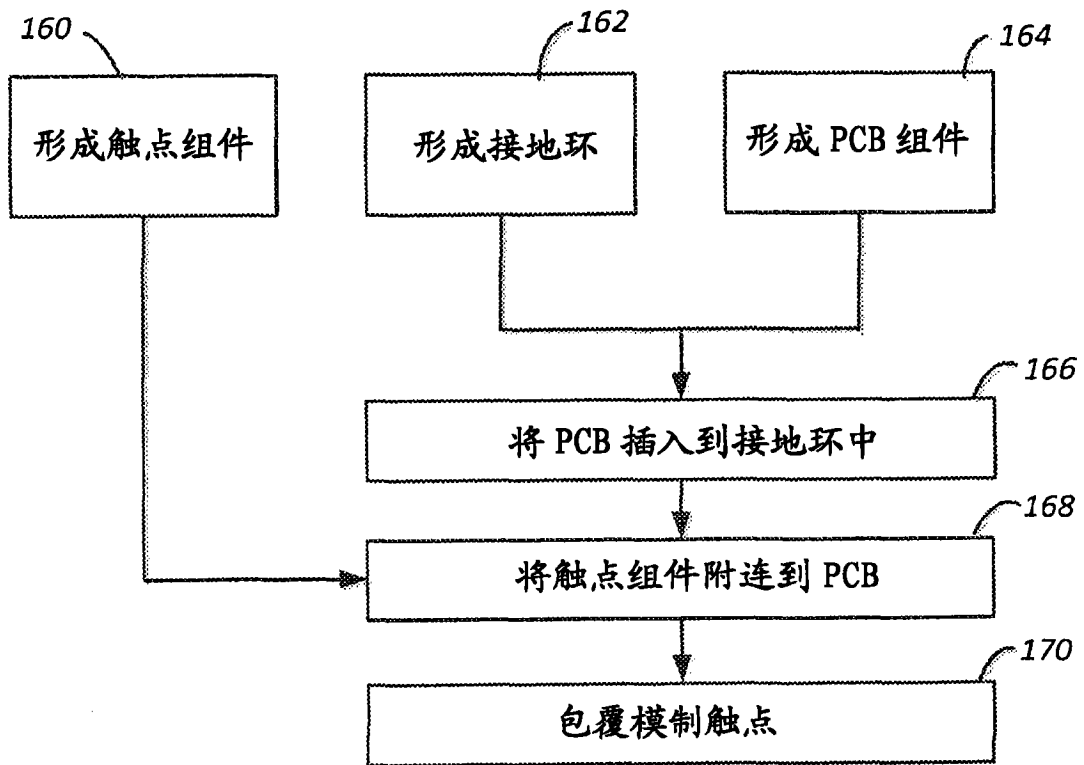 160
162
164
形成触点组件
形成接地环
形成 PCB 组件
166
将 PCB 插入到接地环中
168
将触点组件附连到 PCB
170
包覆模制触点